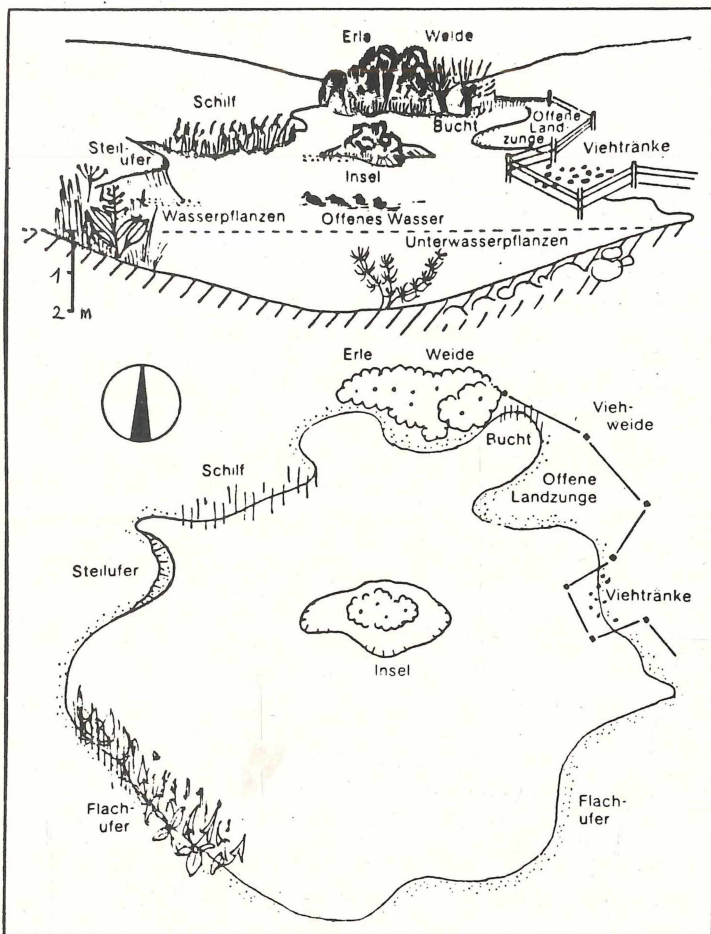 Erle Weide
Schilf
Bucht
Offene
Land-
zunge
Steil-
ufer
Viehtränke
Insel
Wasserpflanzen
Offenes Wasser
Unterwasserpflanzen
1
2 m
Erle Weide
Vieh-
weide
Bucht
Schilf
Offene
Landzunge
Steilufer
Viehtränke
Insel
Flach-
ufer
Flach-
ufer